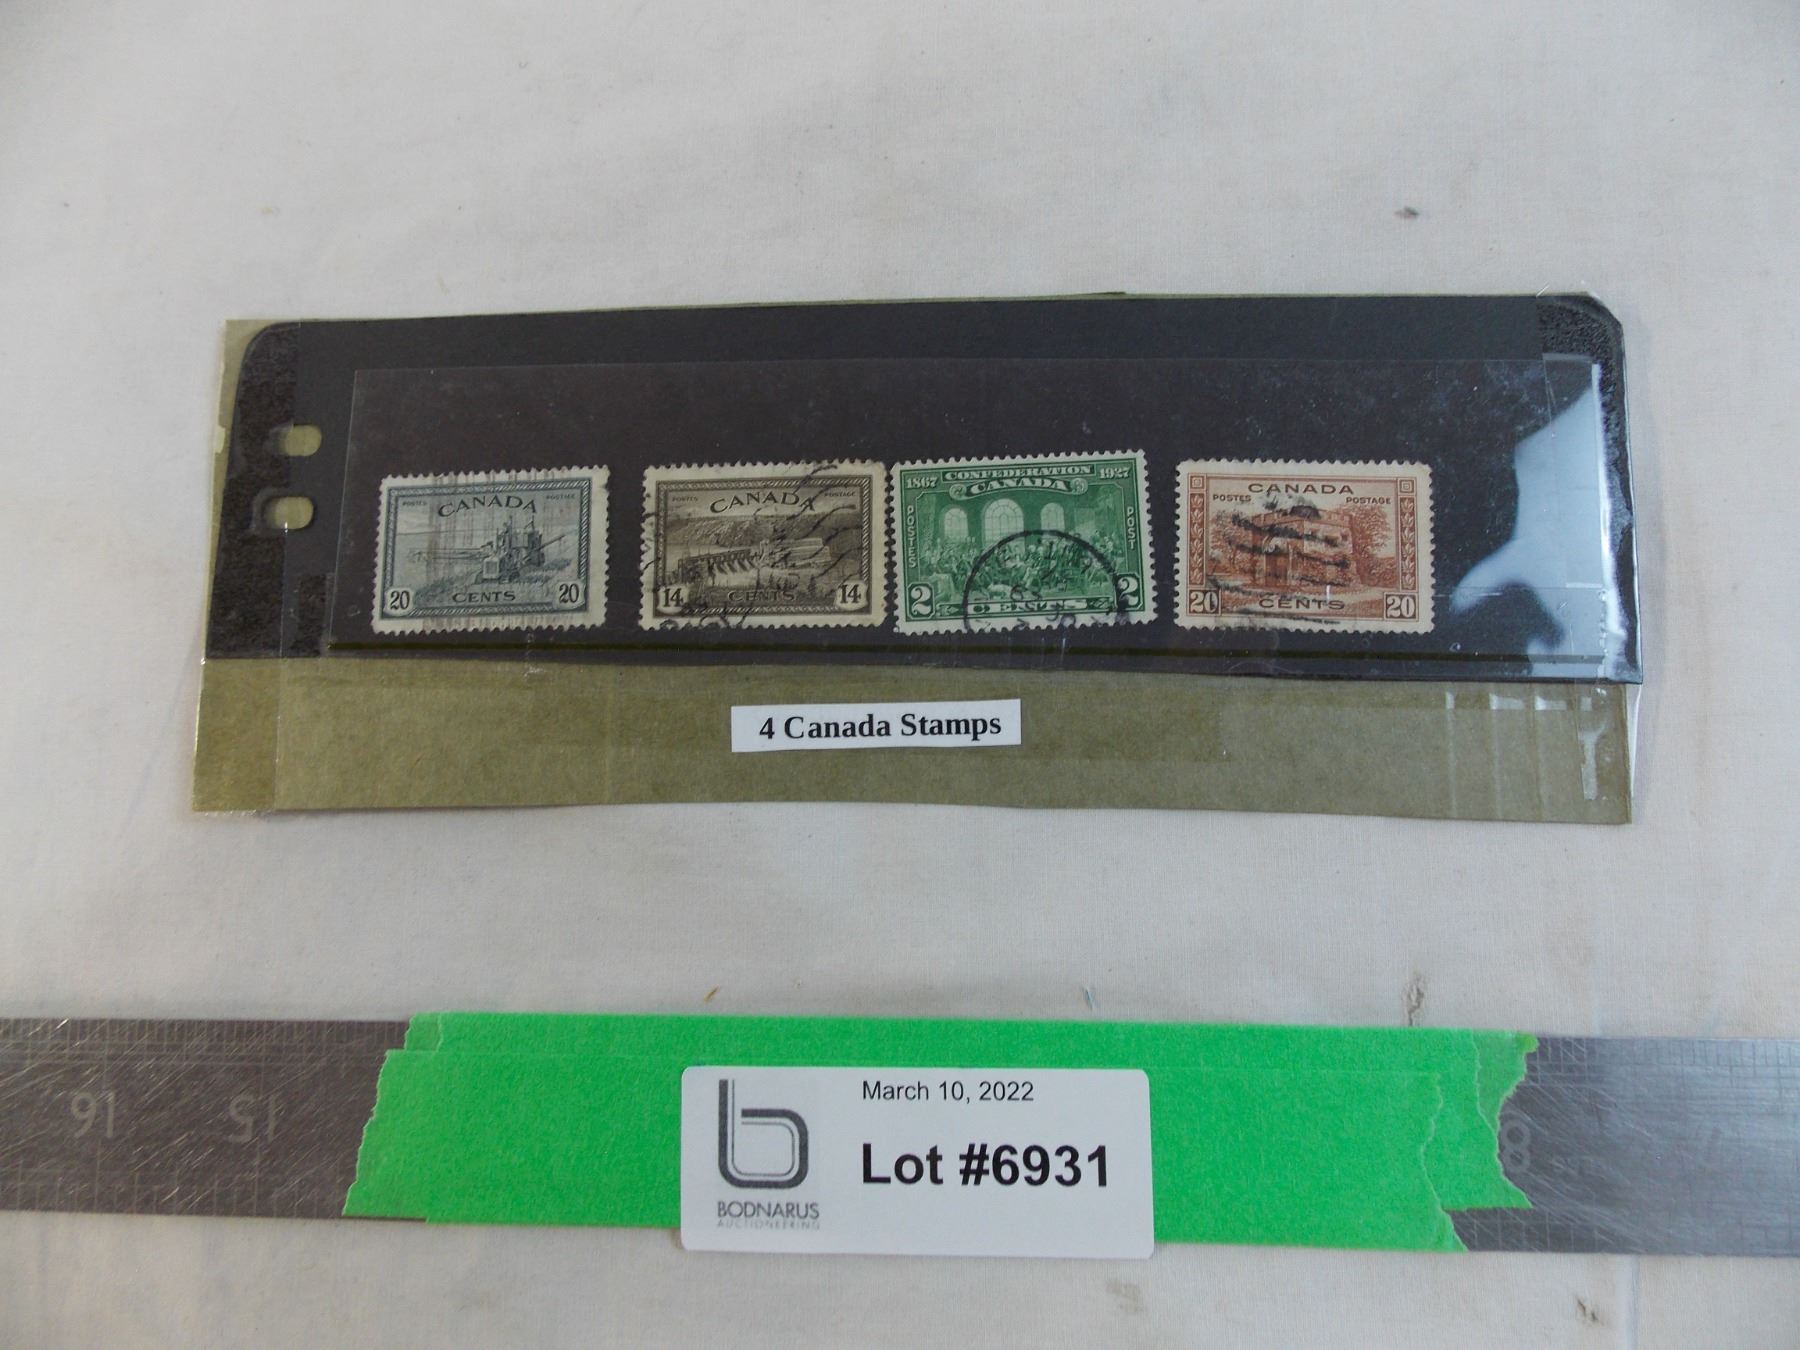 POSTES CANADA POSTAGE
20 CENTS 20
POSTES CANADA POSTAGE
14 CENTS 14
1867 CONFEDERATION 1927
CANADA
POSTES POST
2 CENTS 2
CANADA
POSTES POSTAGE
20 CENTS 20
4 Canada Stamps
16 15 8
March 10, 2022
Lot #6931
BODNARUS
AUCTIONEERING